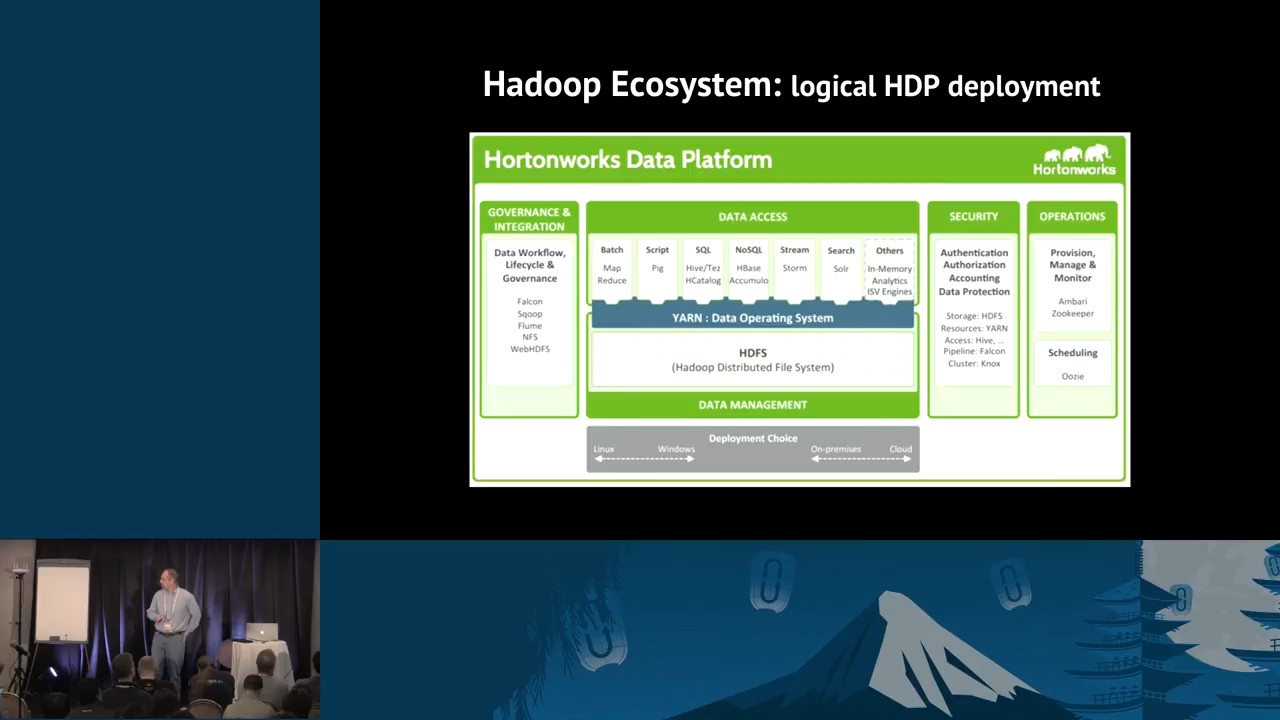 Hadoop Ecosystem: logical HDP deployment
Hortonworks Data Platform
Hortonworks
GOVERNANCE &
INTEGRATION
Data Workflow,
Lifecycle &
Governance
Falcon
Sqoop
Flume
NFS
WebHDFS
DATA ACCESS
Batch
Map
Reduce
Script
Pig
SQL
Hive/Tez
HCatalog
NoSQL
HBase
Accumulo
Stream
Storm
Search
Solr
Others
In-Memory
Analytics
ISV Engines
YARN : Data Operating System
HDFS
(Hadoop Distributed File System)
DATA MANAGEMENT
SECURITY
Authentication
Authorization
Accounting
Data Protection
Storage: HDFS
Resources: YARN
Access: Hive, ...
Pipeline: Falcon
Cluster: Knox
OPERATIONS
Provision,
Manage &
Monitor
Ambari
Zookeeper
Scheduling
Oozie
Deployment Choice
Linux Windows On-premises Cloud